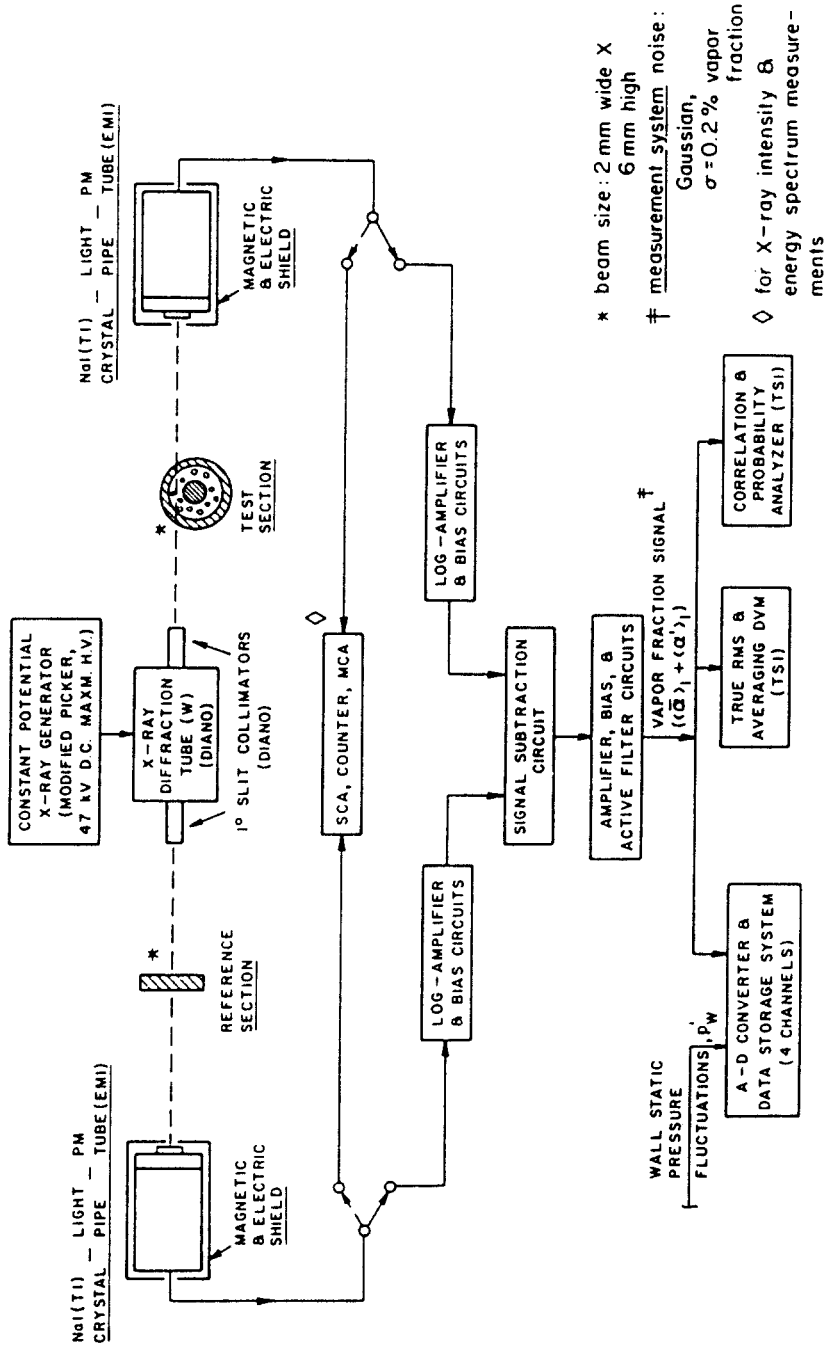 NaI(Tl) — LIGHT — PM
CRYSTAL — PIPE — TUBE(EMI)
MAGNETIC
& ELECTRIC
SHIELD
REFERENCE
SECTION
*
CONSTANT POTENTIAL
X-RAY GENERATOR
(MODIFIED PICKER,
47 kV D.C. MAXM. H.V.)
X-RAY
DIFFRACTION
TUBE (W)
(DIANO)
1° SLIT COLLIMATORS
(DIANO)
*
TEST
SECTION
NaI(Tl) — LIGHT — PM
CRYSTAL — PIPE — TUBE(EMI)
MAGNETIC
& ELECTRIC
SHIELD
◇
SCA, COUNTER, MCA
LOG-AMPLIFIER
& BIAS CIRCUITS
LOG-AMPLIFIER
& BIAS CIRCUITS
SIGNAL SUBTRACTION
CIRCUIT
AMPLIFIER, BIAS, &
ACTIVE FILTER CIRCUITS
VAPOR FRACTION SIGNAL ‡
(⟨ᾱ⟩₁ + ⟨α'⟩₁)
WALL STATIC
PRESSURE
FLUCTUATIONS, p'W
A-D CONVERTER &
DATA STORAGE SYSTEM
(4 CHANNELS)
TRUE RMS &
AVERAGING DVM
(TSI)
CORRELATION &
PROBABILITY
ANALYZER (TSI)
* beam size: 2 mm wide X
6 mm high
‡ measurement system noise:
Gaussian,
σ=0.2% vapor
fraction
◇ for X-ray intensity &
energy spectrum measure-
ments